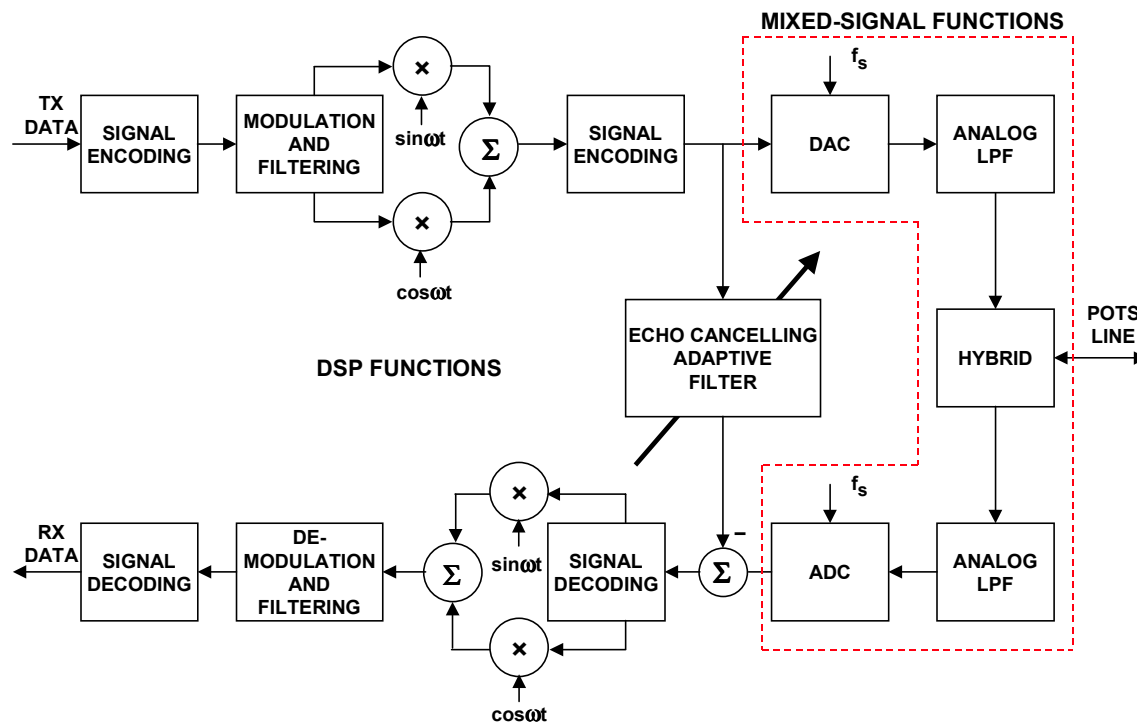 MIXED-SIGNAL FUNCTIONS
TX
DATA
SIGNAL
ENCODING
MODULATION
AND
FILTERING
×
sinωt
×
cosωt
Σ
SIGNAL
ENCODING
fs
DAC
ANALOG
LPF
ECHO CANCELLING
ADAPTIVE
FILTER
DSP FUNCTIONS
HYBRID
POTS
LINE
RX
DATA
SIGNAL
DECODING
DE-
MODULATION
AND
FILTERING
Σ
×
sinωt
×
cosωt
SIGNAL
DECODING
–
Σ
fs
ADC
ANALOG
LPF